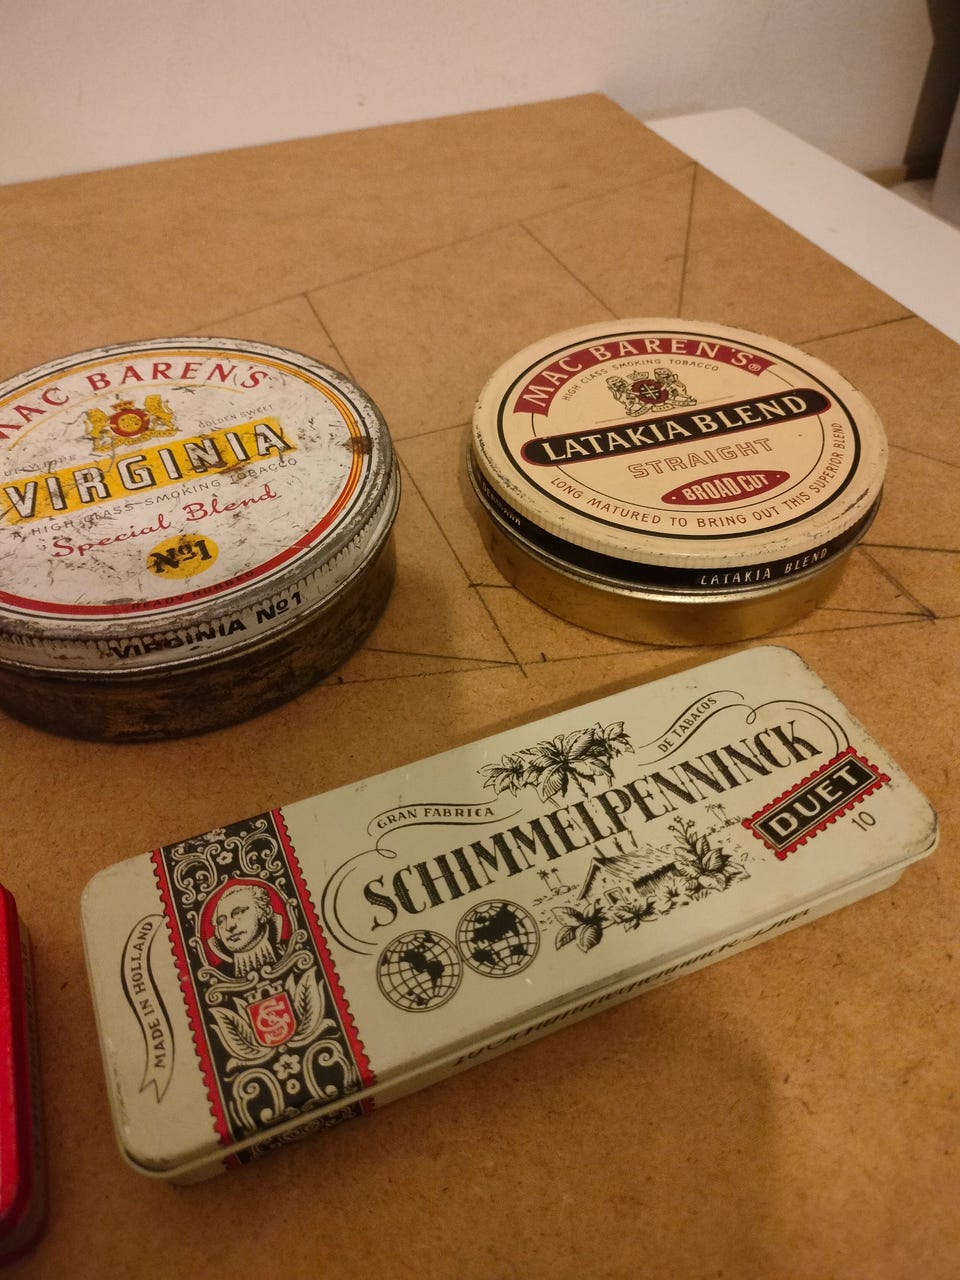 MAC BAREN'S
GOLDEN SWEET
VIRGINIA
A HIGH-CLASS-SMOKING TOBACCO
Special Blend
Nº1
READY RUBBED
VIRGINIA Nº1
MAC BAREN'S®
HIGH CLASS SMOKING TOBACCO
LATAKIA BLEND
STRAIGHT
BROAD CUT
LONG MATURED TO BRING OUT THIS SUPERIOR BLEND
DENMARK
LATAKIA BLEND
GRAN FABRICA
DE TABACOS
SCHIMMELPENNINCK
DUET
10
MADE IN HOLLAND
S